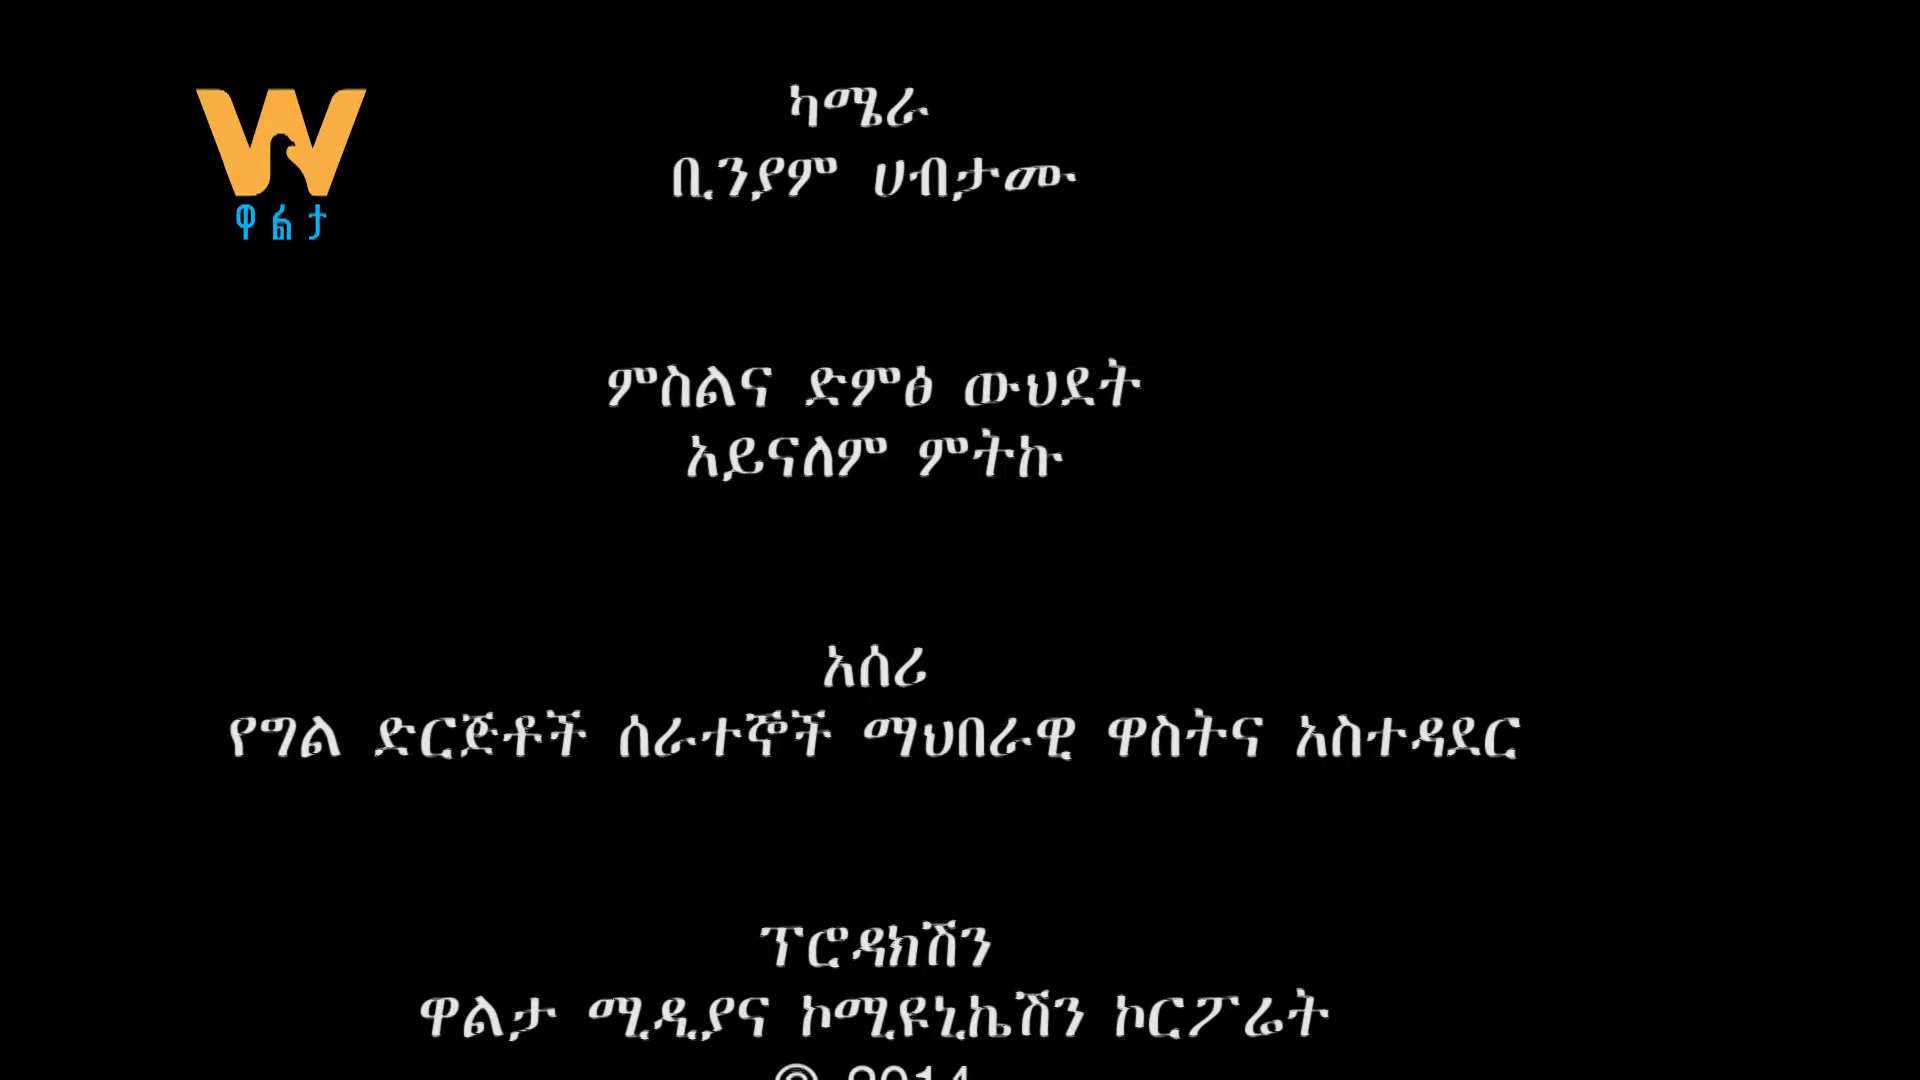 ዋልታ
ካሜራ
ቢንያም ሀብታሙ
ምስልና ድምፅ ውህደት
አይናለም ምትኩ
አሰሪ
የግል ድርጅቶች ሰራተኞች ማህበራዊ ዋስትና አስተዳደር
ፕሮዳክሽን
ዋልታ ሚዲያና ኮሚዩኒኬሽን ኮርፖሬት
© 2014